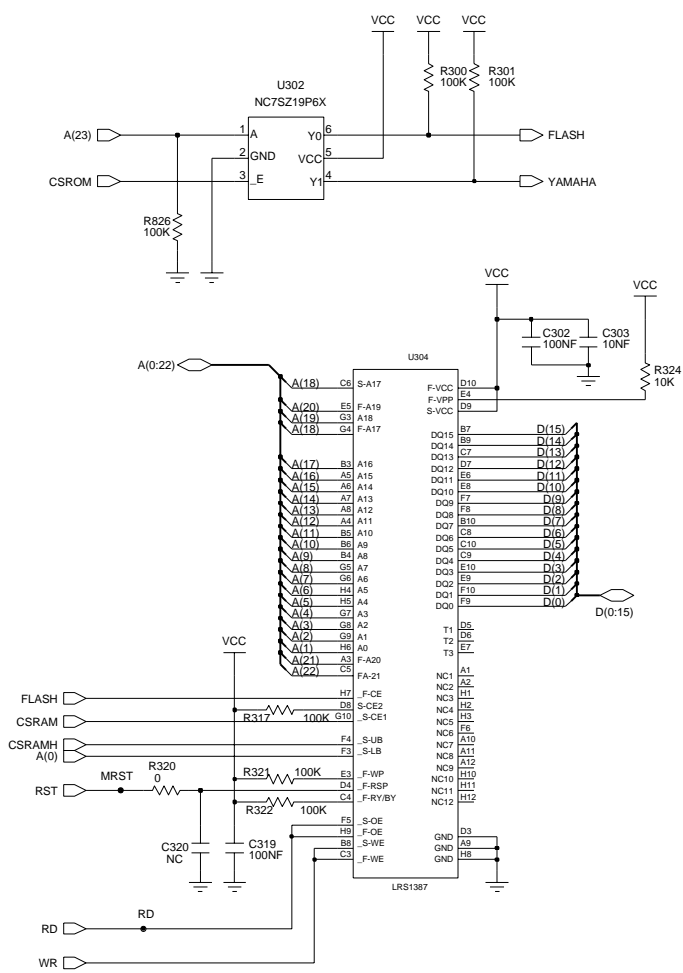 VCC VCC VCC
R300 100K
R301 100K
U302
NC7SZ19P6X
A(23) 1 A Y0 6 FLASH
2 GND VCC 5
CSROM 3 _E Y1 4 YAMAHA
R826
100K
VCC VCC
C302
100NF
C303
10NF
R324
10K
A(0:22)
U304
A(18) C6 S-A17
A(20) E5 F-A19
A(19) G3 A18
A(18) G4 F-A17
A(17) B3 A16
A(16) A5 A15
A(15) A6 A14
A(14) A7 A13
A(13) A8 A12
A(12) A4 A11
A(11) B5 A10
A(10) B6 A9
A(9) B4 A8
A(8) G5 A7
A(7) G6 A6
A(6) H4 A5
A(5) H5 A4
A(4) G7 A3
A(3) G8 A2
A(2) G9 A1
A(1) H6 A0
A(21) A3 F-A20
A(22) C5 FA-21
F-VCC D10
F-VPP E4
S-VCC D9
DQ15 B7 D(15)
DQ14 B9 D(14)
DQ13 C7 D(13)
DQ12 D7 D(12)
DQ11 E6 D(11)
DQ10 E8 D(10)
DQ9 F7 D(9)
DQ8 F8 D(8)
DQ7 B10 D(7)
DQ6 C8 D(6)
DQ5 C10 D(5)
DQ4 C9 D(4)
DQ3 E10 D(3)
DQ2 E9 D(2)
DQ1 F10 D(1)
DQ0 F9 D(0)
D(0:15)
T1 D5
T2 D6
T3 E7
NC1 A1
NC2 A2
NC3 H1
NC4 H2
NC5 H3
NC6 F6
NC7 A10
NC8 A11
NC9 A12
NC10 H10
NC11 H11
NC12 H12
GND D3
GND A9
GND H8
VCC
FLASH H7 _F-CE
D8 S-CE2
CSRAM R317 100K G10 _S-CE1
CSRAMH F4 _S-UB
A(0) F3 _S-LB
R321 100K E3 _F-WP
RST MRST R320 0 D4 _F-RSP
R322 100K C4 _F-RY/BY
F5 _S-OE
H9 _F-OE
B8 _S-WE
C3 _F-WE
C320
NC
C319
100NF
LRS1387
RD RD
WR